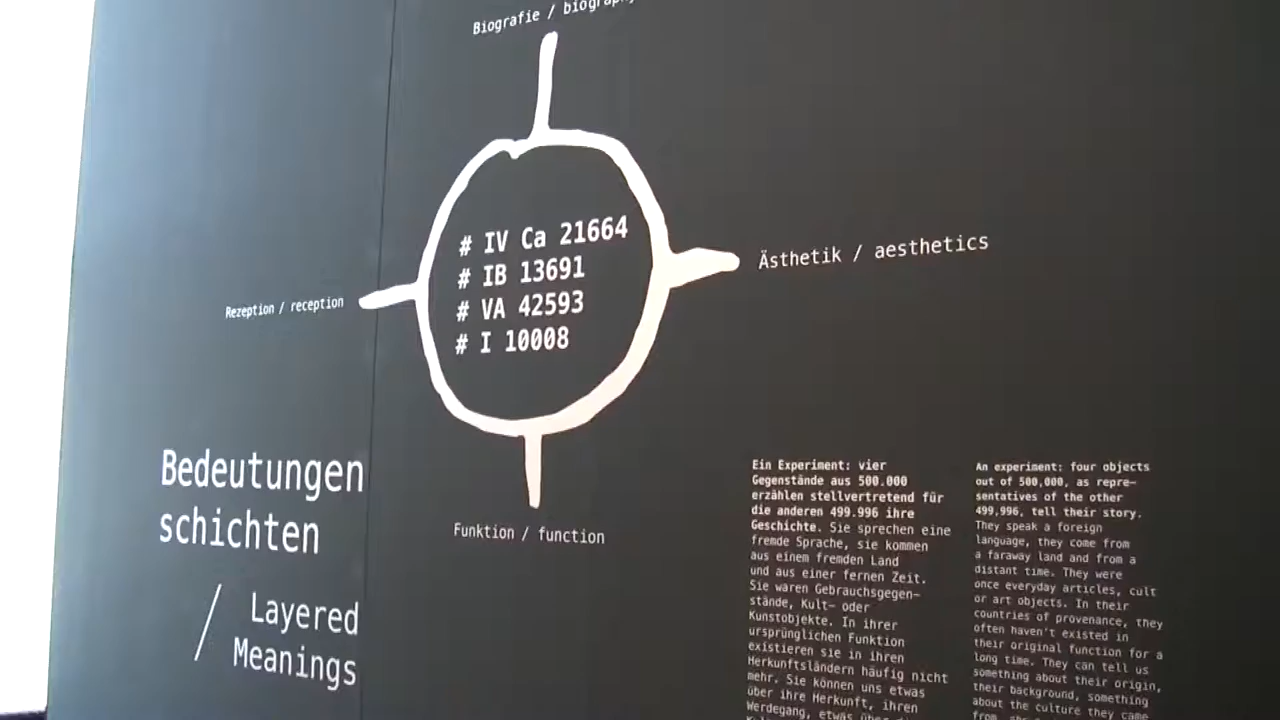 Biografie / biography
# IV Ca 21664
# IB 13691
# VA 42593
# I 10008
Ästhetik / aesthetics
Rezeption / reception
Funktion / function
Bedeutungen
schichten
/ Layered
Meanings
Ein Experiment: vier
Gegenstände aus 500.000
erzählen stellvertretend für
die anderen 499.996 ihre
Geschichte. Sie sprechen eine
fremde Sprache, sie kommen
aus einem fremden Land
und aus einer fernen Zeit.
Sie waren Gebrauchsgegen-
stände, Kult- oder
Kunstobjekte. In ihrer
ursprünglichen Funktion
existieren sie in ihren
Herkunftsländern häufig nicht
mehr. Sie können uns etwas
über ihre Herkunft, ihren
Werdegang, etwas über die
An experiment: four objects
out of 500,000, as repre-
sentatives of the other
499,996, tell their story.
They speak a foreign
language, they come from
a faraway land and from a
distant time. They were
once everyday articles, cult
or art objects. In their
countries of provenance, they
often haven't existed in
their original function for a
long time. They can tell us
something about their origin,
their background, something
about the culture they came
from,